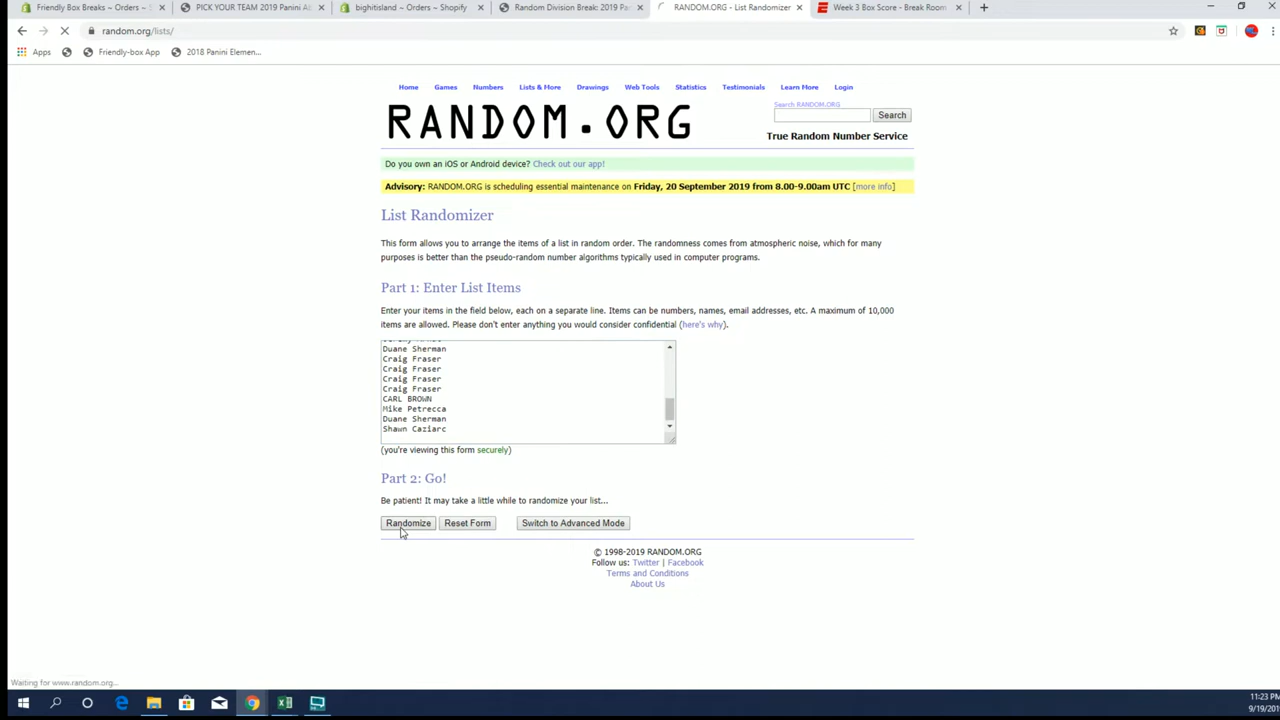 Friendly Box Breaks ~ Orders ~ S
PICK YOUR TEAM 2019 Panini A
bighitisland ~ Orders ~ Shopify
Random Division Break: 2019 Pa
RANDOM.ORG - List Randomizer
Week 3 Box Score - Break Room
random.org/lists/
Apps
Friendly-box App
2018 Panini Elemen...
Home
Games
Numbers
Lists & More
Drawings
Web Tools
Statistics
Testimonials
Learn More
Login
Search RANDOM.ORG
RANDOM.ORG
Search
True Random Number Service
Do you own an iOS or Android device? Check out our app!
Advisory: RANDOM.ORG is scheduling essential maintenance on Friday, 20 September 2019 from 8.00-9.00am UTC [more info]
List Randomizer
This form allows you to arrange the items of a list in random order. The randomness comes from atmospheric noise, which for many
purposes is better than the pseudo-random number algorithms typically used in computer programs.
Part 1: Enter List Items
Enter your items in the field below, each on a separate line. Items can be numbers, names, email addresses, etc. A maximum of 10,000
items are allowed. Please don't enter anything you would consider confidential (here's why).
Duane Sherman
Craig Fraser
Craig Fraser
Craig Fraser
Craig Fraser
CARL BROWN
Mike Petrecca
Duane Sherman
Shawn Caziarc
(you're viewing this form securely)
Part 2: Go!
Be patient! It may take a little while to randomize your list...
Randomize
Reset Form
Switch to Advanced Mode
© 1998-2019 RANDOM.ORG
Follow us: Twitter | Facebook
Terms and Conditions
About Us
Waiting for www.random.org...
11:23 PM
9/19/201